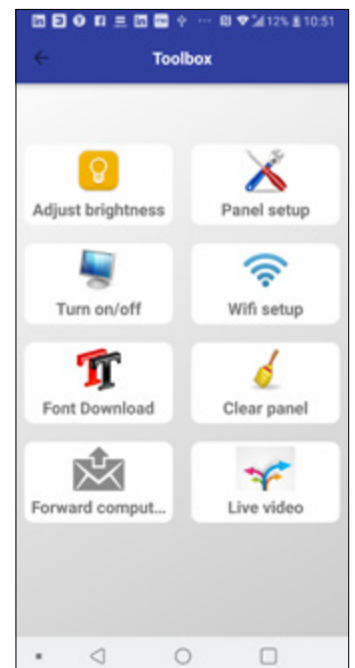 12% 10:51
Toolbox
Adjust brightness
Panel setup
Turn on/off
Wifi setup
Font Download
Clear panel
Forward comput...
Live video